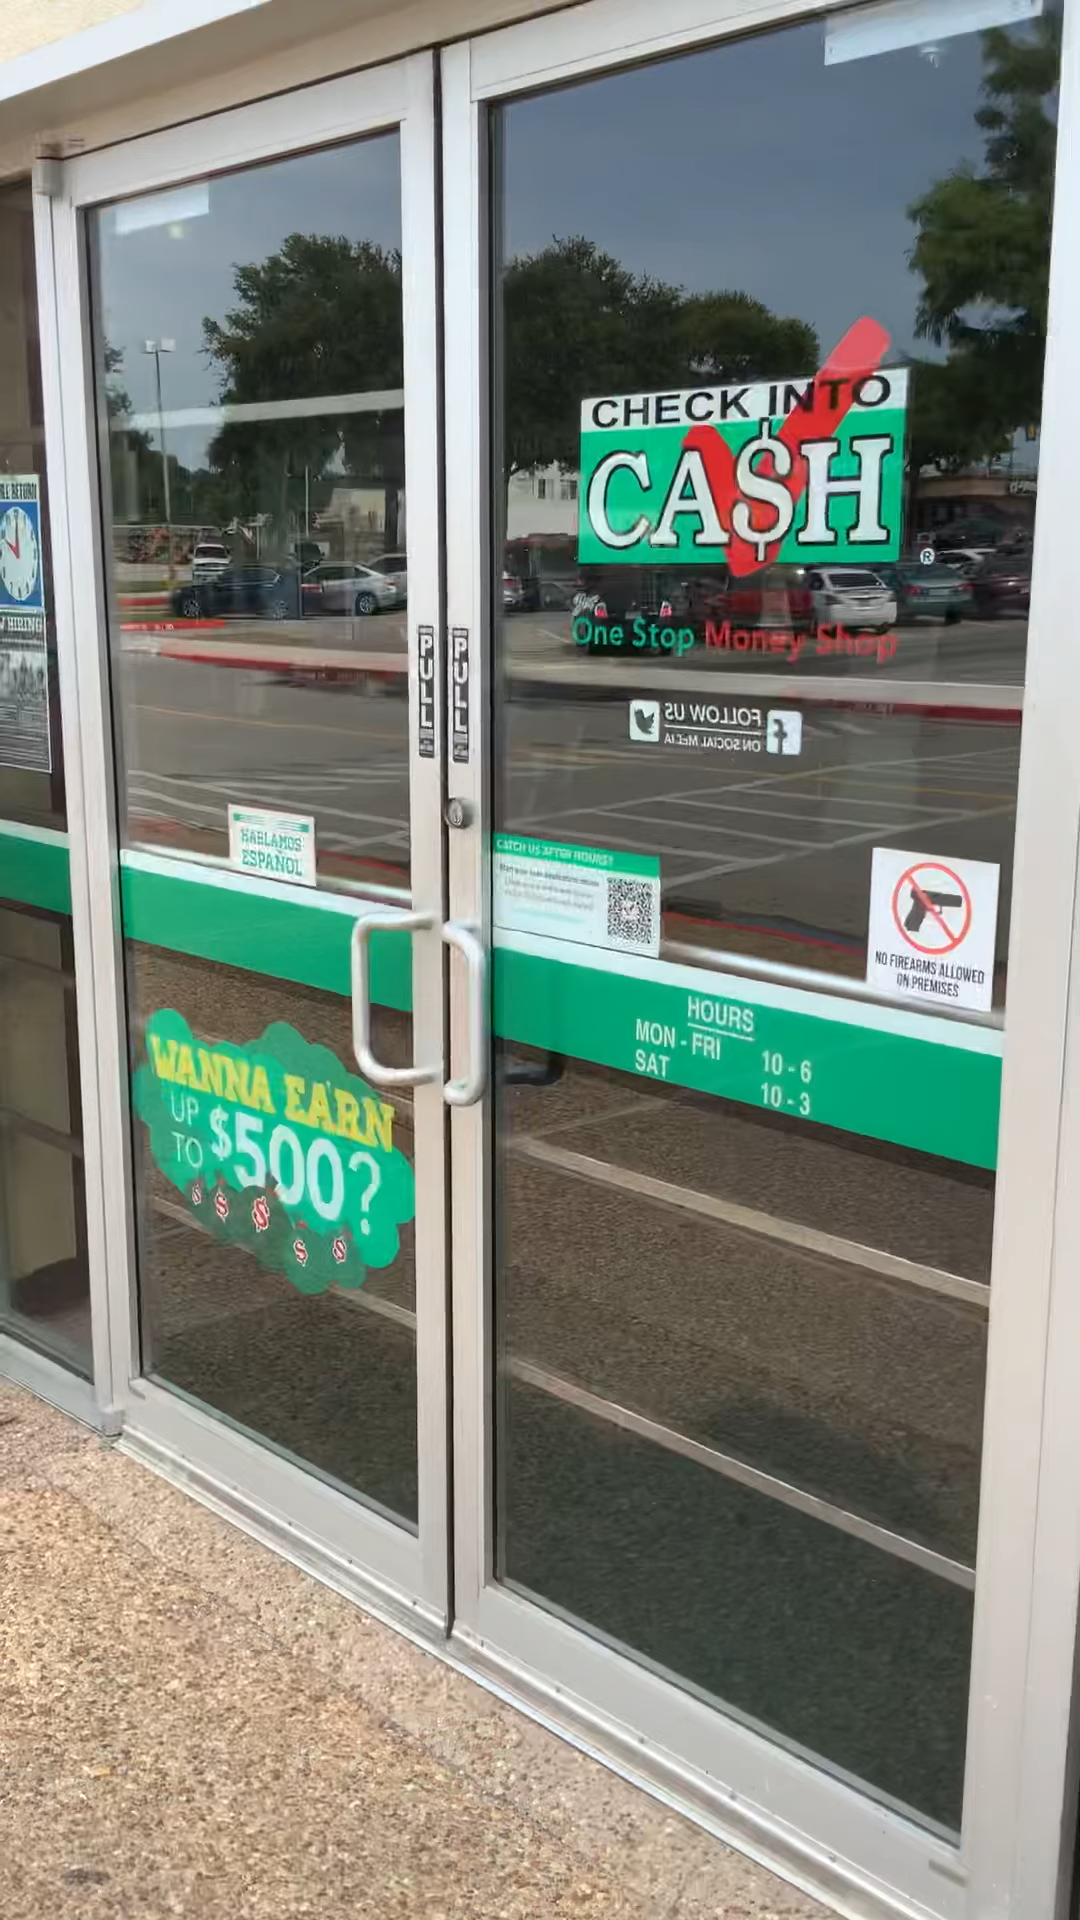 CHECK INTO
CA$H
®
Your
One Stop Money Shop
FOLLOW US
ON SOCIAL MEDIA
PULL
PULL
HIRING
HABLAMOS
ESPAÑOL
CATCH US AFTER HOURS?
NO FIREARMS ALLOWED
ON PREMISES
HOURS
MON - FRI 10 - 6
SAT 10 - 3
WANNA EARN
UP TO $500?
$ $ $ $ $